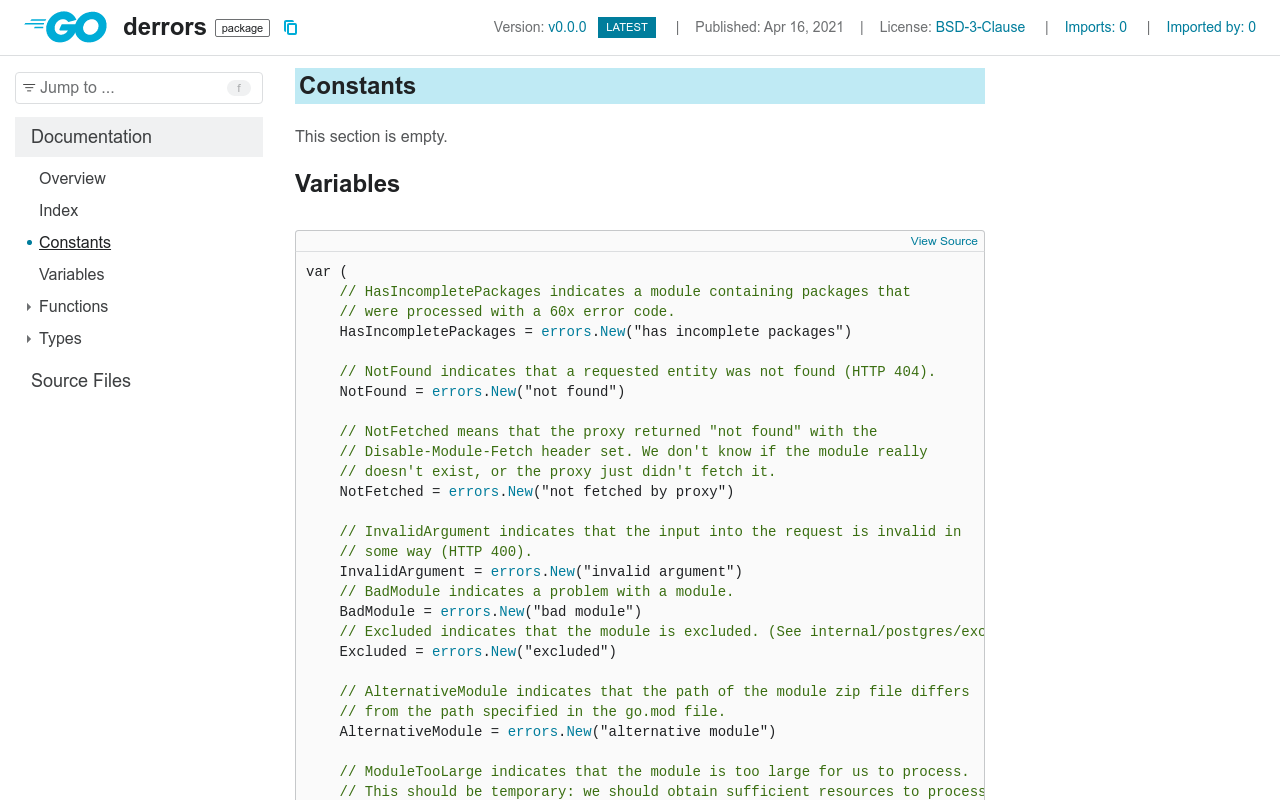 GO derrors package Version: v0.0.0 LATEST | Published: Apr 16, 2021 | License: BSD-3-Clause | Imports: 0 | Imported by: 0
Jump to ... f
Documentation
Overview
Index
Constants
Variables
Functions
Types
Source Files
Constants
This section is empty.
Variables
View Source
var (
// HasIncompletePackages indicates a module containing packages that
// were processed with a 60x error code.
HasIncompletePackages = errors.New("has incomplete packages")
// NotFound indicates that a requested entity was not found (HTTP 404).
NotFound = errors.New("not found")
// NotFetched means that the proxy returned "not found" with the
// Disable-Module-Fetch header set. We don't know if the module really
// doesn't exist, or the proxy just didn't fetch it.
NotFetched = errors.New("not fetched by proxy")
// InvalidArgument indicates that the input into the request is invalid in
// some way (HTTP 400).
InvalidArgument = errors.New("invalid argument")
// BadModule indicates a problem with a module.
BadModule = errors.New("bad module")
// Excluded indicates that the module is excluded. (See internal/postgres/exc
Excluded = errors.New("excluded")
// AlternativeModule indicates that the path of the module zip file differs
// from the path specified in the go.mod file.
AlternativeModule = errors.New("alternative module")
// ModuleTooLarge indicates that the module is too large for us to process.
// This should be temporary: we should obtain sufficient resources to process